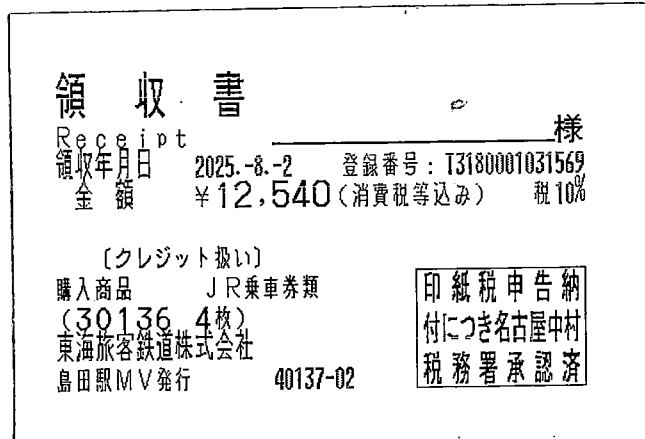 領収書
Receipt 様
領収年月日 2025.-8.-2 登録番号：T3180001031569
金額 ¥12,540(消費税等込み) 税10%
〔クレジット扱い〕
購入商品 JR乗車券類
(30136 4枚)
東海旅客鉄道株式会社
島田駅MV発行 40137-02
印紙税申告納
付につき名古屋中村
税務署承認済